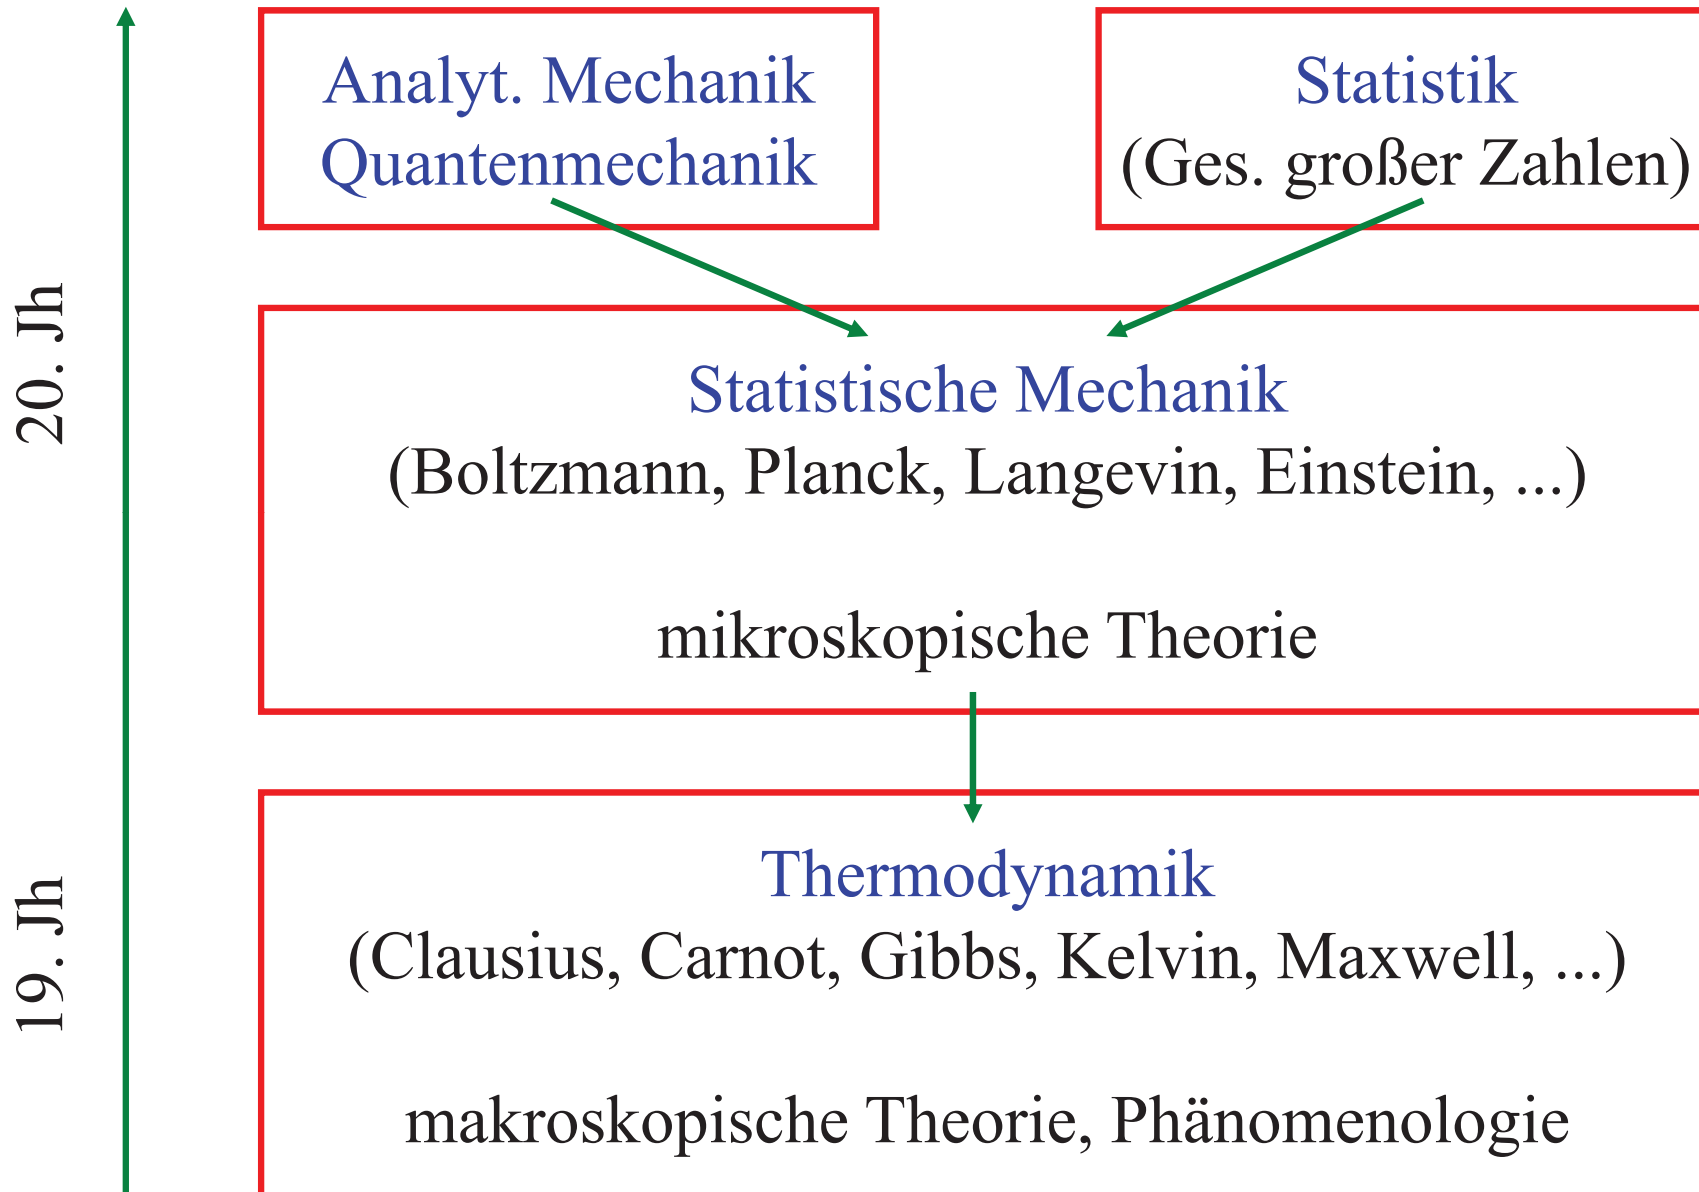 Analyt. Mechanik
Quantenmechanik
Statistik
(Ges. großer Zahlen)
20. Jh
Statistische Mechanik
(Boltzmann, Planck, Langevin, Einstein, ...)
mikroskopische Theorie
19. Jh
Thermodynamik
(Clausius, Carnot, Gibbs, Kelvin, Maxwell, ...)
makroskopische Theorie, Phänomenologie